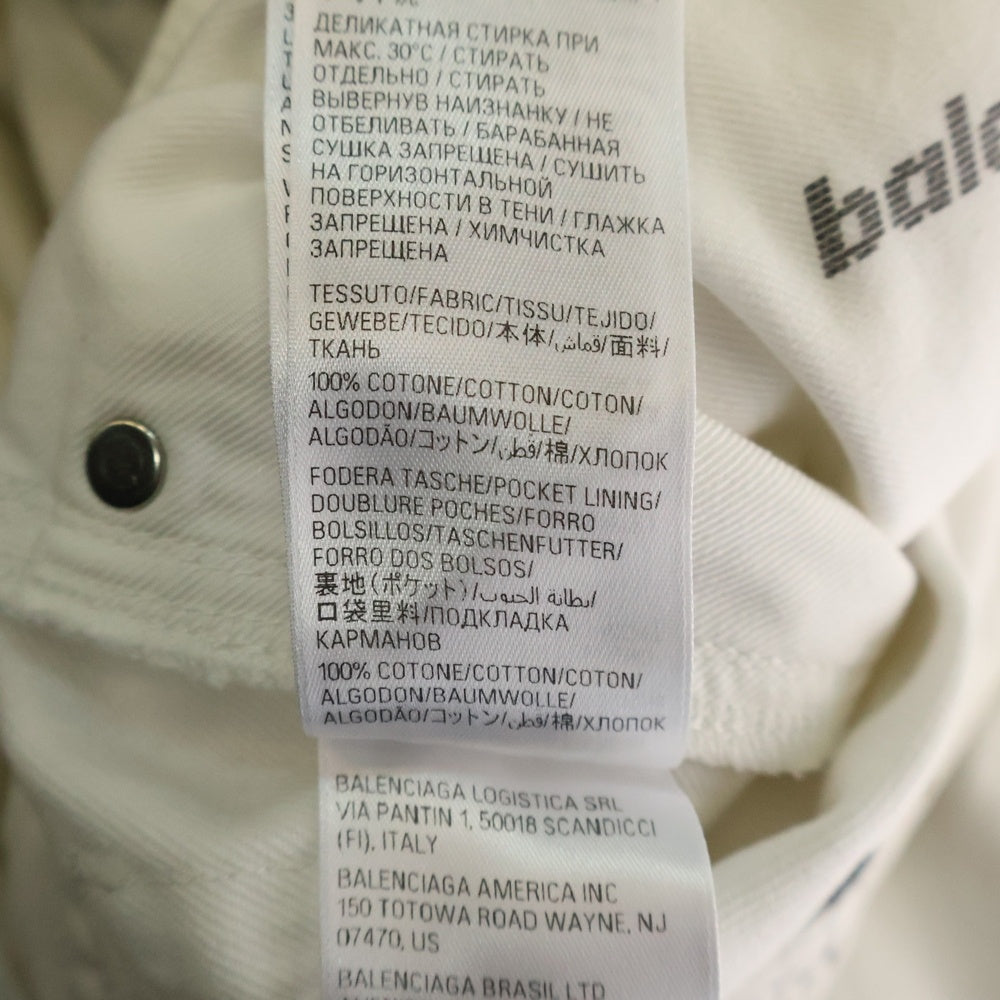 ДЕЛИКАТНАЯ СТИРКА ПРИ
МАКС. 30°C / СТИРАТЬ
ОТДЕЛЬНО / СТИРАТЬ
ВЫВЕРНУВ НАИЗНАНКУ / НЕ
ОТБЕЛИВАТЬ / БАРАБАННАЯ
СУШКА ЗАПРЕЩЕНА / СУШИТЬ
НА ГОРИЗОНТАЛЬНОЙ
ПОВЕРХНОСТИ В ТЕНИ / ГЛАЖКА
ЗАПРЕЩЕНА / ХИМЧИСТКА
ЗАПРЕЩЕНА
TESSUTO/FABRIC/TISSU/TEJIDO/
GEWEBE/TECIDO/本体/قماش/面料/
ТКАНЬ
100% COTONE/COTTON/COTON/
ALGODON/BAUMWOLLE/
ALGODÃO/コットン/قطن/棉/ХЛОПОК
FODERA TASCHE/POCKET LINING/
DOUBLURE POCHES/FORRO
BOLSILLOS/TASCHENFUTTER/
FORRO DOS BOLSOS/
裏地(ポケット)/بطانة الجيوب/
口袋里料/ПОДКЛАДКА
КАРМАНОВ
100% COTONE/COTTON/COTON/
ALGODON/BAUMWOLLE/
ALGODÃO/コットン/قطن/棉/ХЛОПОК
BALENCIAGA LOGISTICA SRL
VIA PANTIN 1, 50018 SCANDICCI
(FI), ITALY
BALENCIAGA AMERICA INC
150 TOTOWA ROAD WAYNE, NJ
07470, US
BALENCIAGA BRASIL LTD
bale